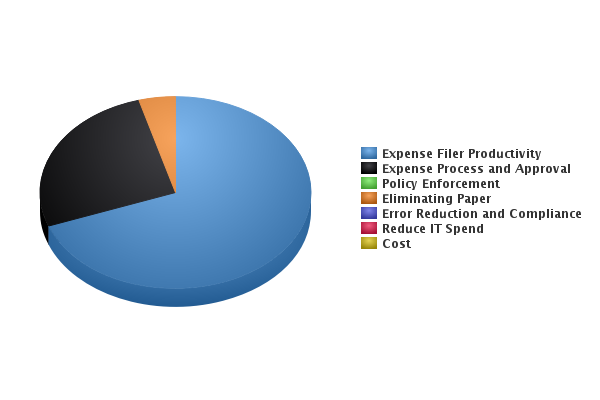 Expense Filer Productivity
Expense Process and Approval
Policy Enforcement
Eliminating Paper
Error Reduction and Compliance
Reduce IT Spend
Cost